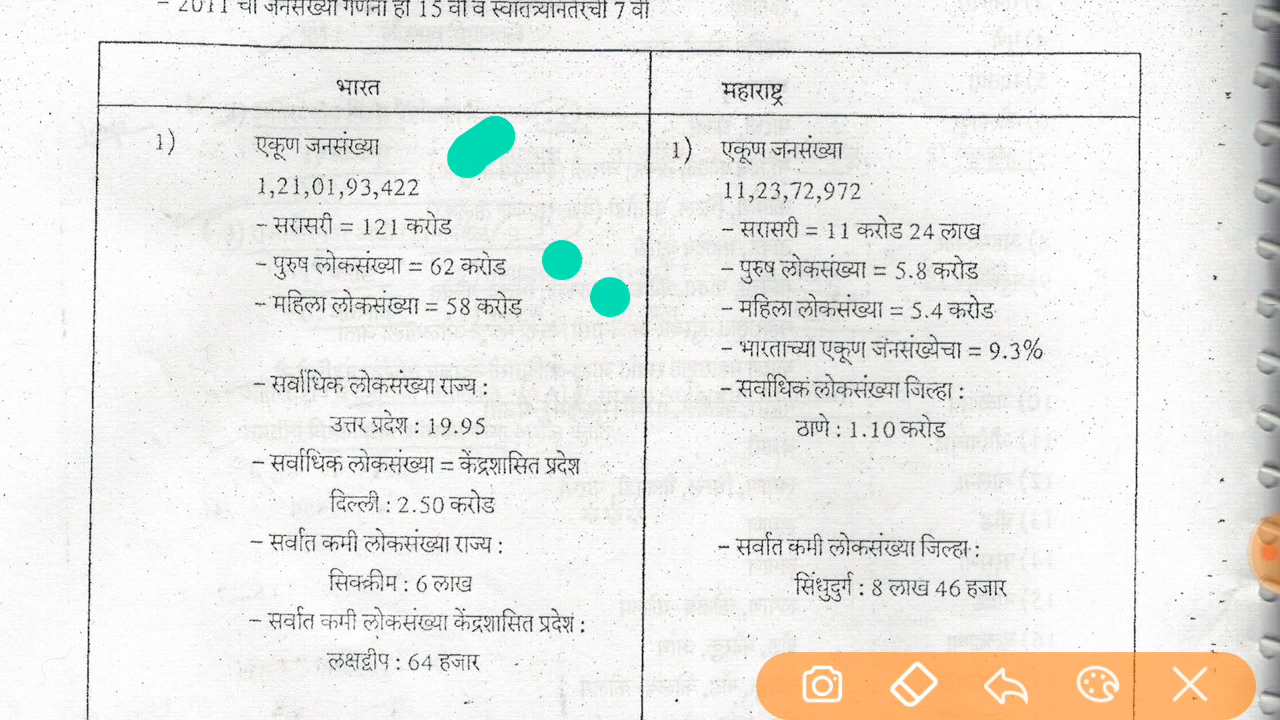 – 2011 ची जनसंख्या गणना ही 15 वी व स्वातंत्र्यानंतरची 7 वी
भारत
1) एकूण जनसंख्या
1,21,01,93,422
– सरासरी = 121 करोड
– पुरुष लोकसंख्या = 62 करोड
– महिला लोकसंख्या = 58 करोड
– सर्वाधिक लोकसंख्या राज्य :
उत्तर प्रदेश : 19.95
– सर्वाधिक लोकसंख्या = केंद्रशासित प्रदेश
दिल्ली : 2.50 करोड
– सर्वात कमी लोकसंख्या राज्य :
सिक्कीम : 6 लाख
– सर्वात कमी लोकसंख्या केंद्रशासित प्रदेश :
लक्षद्वीप : 64 हजार
महाराष्ट्र
1) एकूण जनसंख्या
11,23,72,972
– सरासरी = 11 करोड 24 लाख
– पुरुष लोकसंख्या = 5.8 करोड
– महिला लोकसंख्या = 5.4 करोड
– भारताच्या एकूण जनसंख्येचा = 9.3%
– सर्वाधिक लोकसंख्या जिल्हा :
ठाणे : 1.10 करोड
– सर्वात कमी लोकसंख्या जिल्हा :
सिंधुदुर्ग : 8 लाख 46 हजार